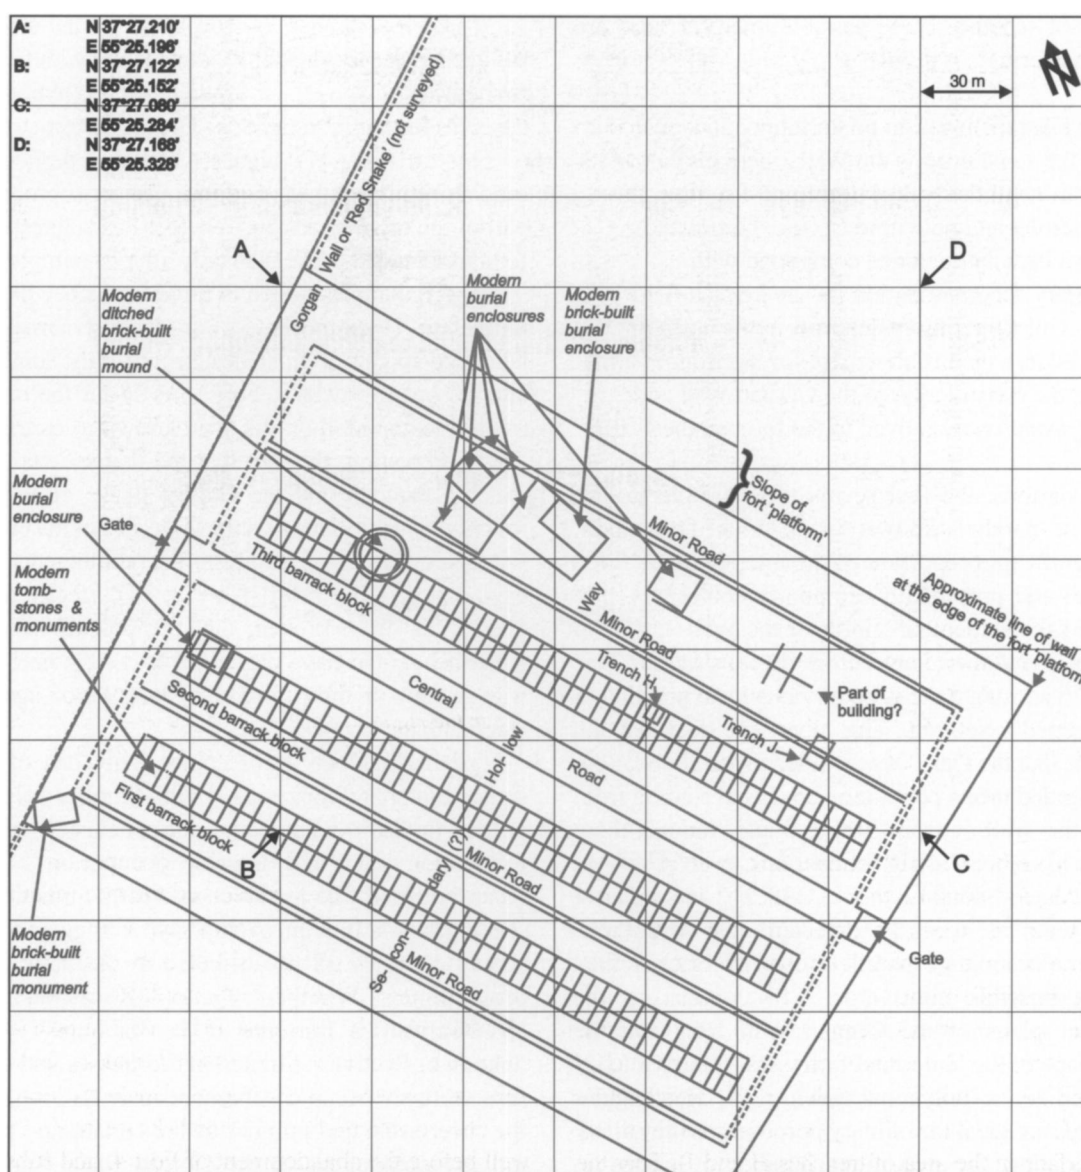 A: N 37°27.210'
E 55°25.196'
B: N 37°27.122'
E 55°25.152'
C: N 37°27.080'
E 55°25.284'
D: N 37°27.168'
E 55°25.328'
N
30 m
Gorgan Wall or 'Red Snake' (not surveyed)
A
D
Modern
ditched
brick-built
burial
mound
Modern
burial
enclosures
Modern
brick-built
burial
enclosure
Slope of
fort 'platform'
Modern
burial
enclosure
Gate
Minor Road
Third barrack block
Approximate line of wall
at the edge of the fort 'platform'
Modern
tomb-
stones &
monuments
Way
Minor Road
Trench H
Part of
building?
Second barrack block
Central
Trench J
Hol- low
Road
First barrack block
B
C
Minor Road
Se- con- dary (?)
Minor Road
Modern
brick-built
burial
monument
Gate